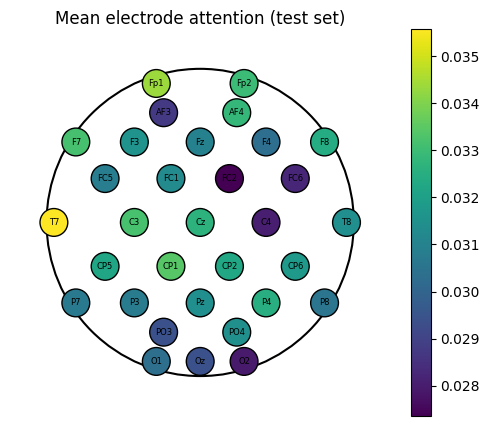 Mean electrode attention (test set)
Fp1 Fp2
AF3 AF4
F7 F3 Fz F4 F8
FC5 FC1 FC2 FC6
T7 C3 Cz C4 T8
CP5 CP1 CP2 CP6
P7 P3 Pz P4 P8
PO3 PO4
O1 Oz O2
0.035
0.034
0.033
0.032
0.031
0.030
0.029
0.028